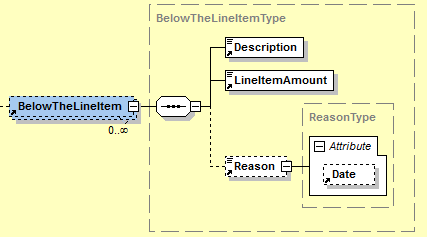 BelowTheLineItemType
Description
LineItemAmount
BelowTheLineItem
0..∞
ReasonType
Attribute
Reason
Date